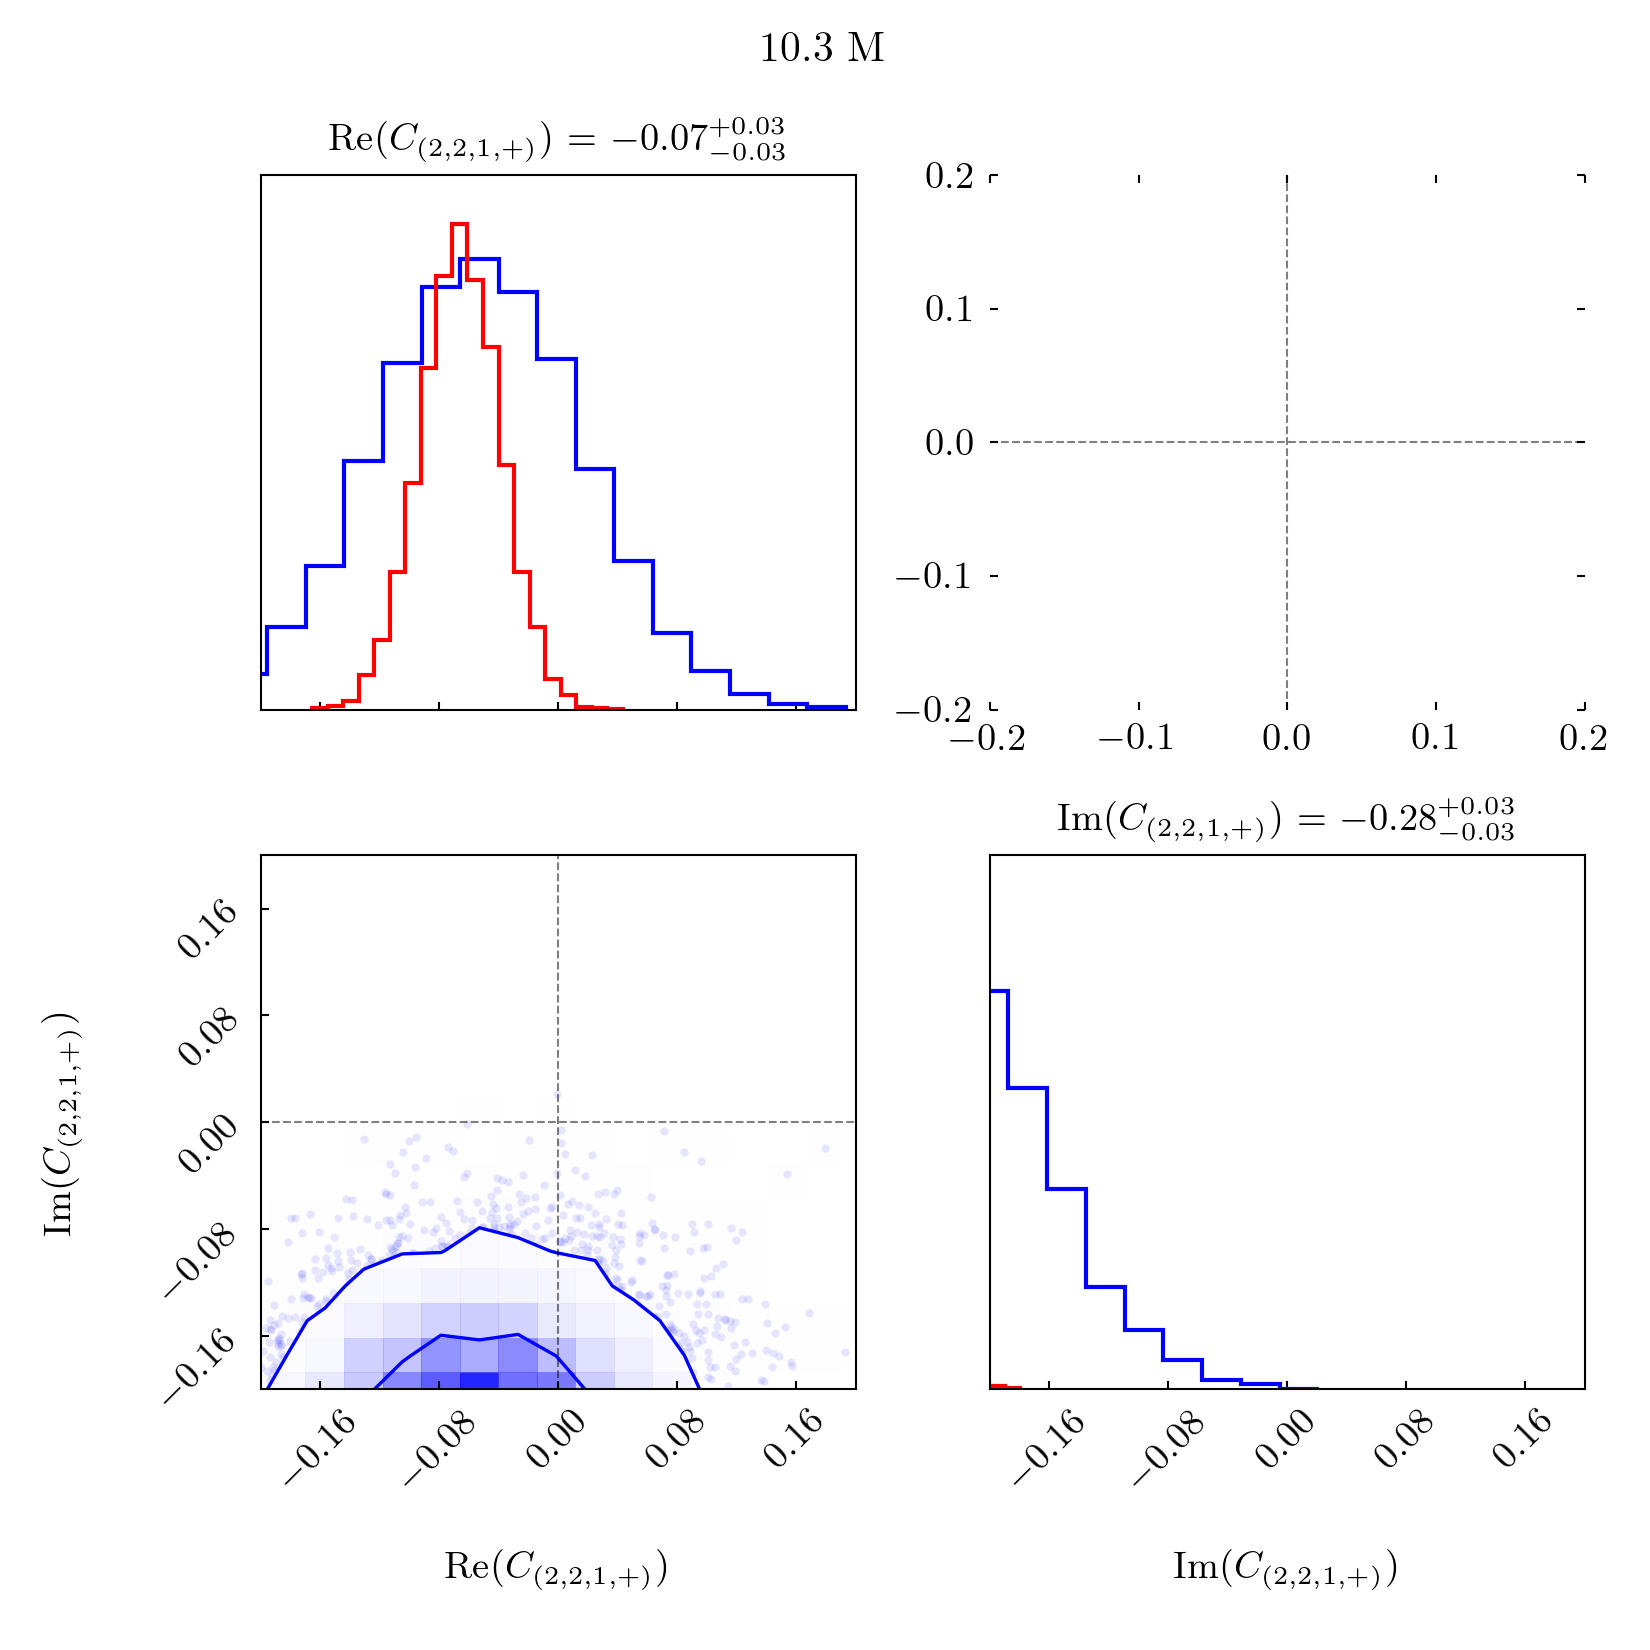 10.3 M
Re(C₍₂,₂,₁,₊₎) = −0.07 +0.03 −0.03
0.2
0.1
0.0
−0.1
−0.2
−0.2 −0.1 0.0 0.1 0.2
Im(C₍₂,₂,₁,₊₎) = −0.28 +0.03 −0.03
Im(C₍₂,₂,₁,₊₎)
0.16
0.08
0.00
−0.08
−0.16
−0.16 −0.08 0.00 0.08 0.16
−0.16 −0.08 0.00 0.08 0.16
Re(C₍₂,₂,₁,₊₎)
Im(C₍₂,₂,₁,₊₎)